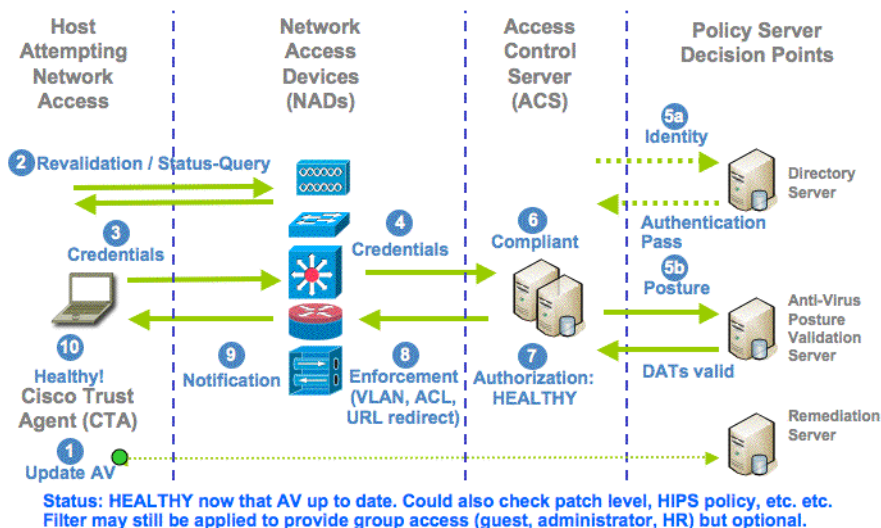 Host
Attempting
Network
Access
Network
Access
Devices
(NADs)
Access
Control
Server
(ACS)
Policy Server
Decision Points
5a
Identity
2 Revalidation / Status-Query
Directory
Server
3
Credentials
4
Credentials
6
Compliant
Authentication
Pass
5b
Posture
Anti-Virus
Posture
Validation
Server
10
Healthy!
Cisco Trust
Agent (CTA)
9
Notification
8
Enforcement
(VLAN, ACL,
URL redirect)
7
Authorization:
HEALTHY
DATs valid
Remediation
Server
1
Update AV
Status: HEALTHY now that AV up to date. Could also check patch level, HIPS policy, etc. etc.
Filter may still be applied to provide group access (guest, administrator, HR) but optional.